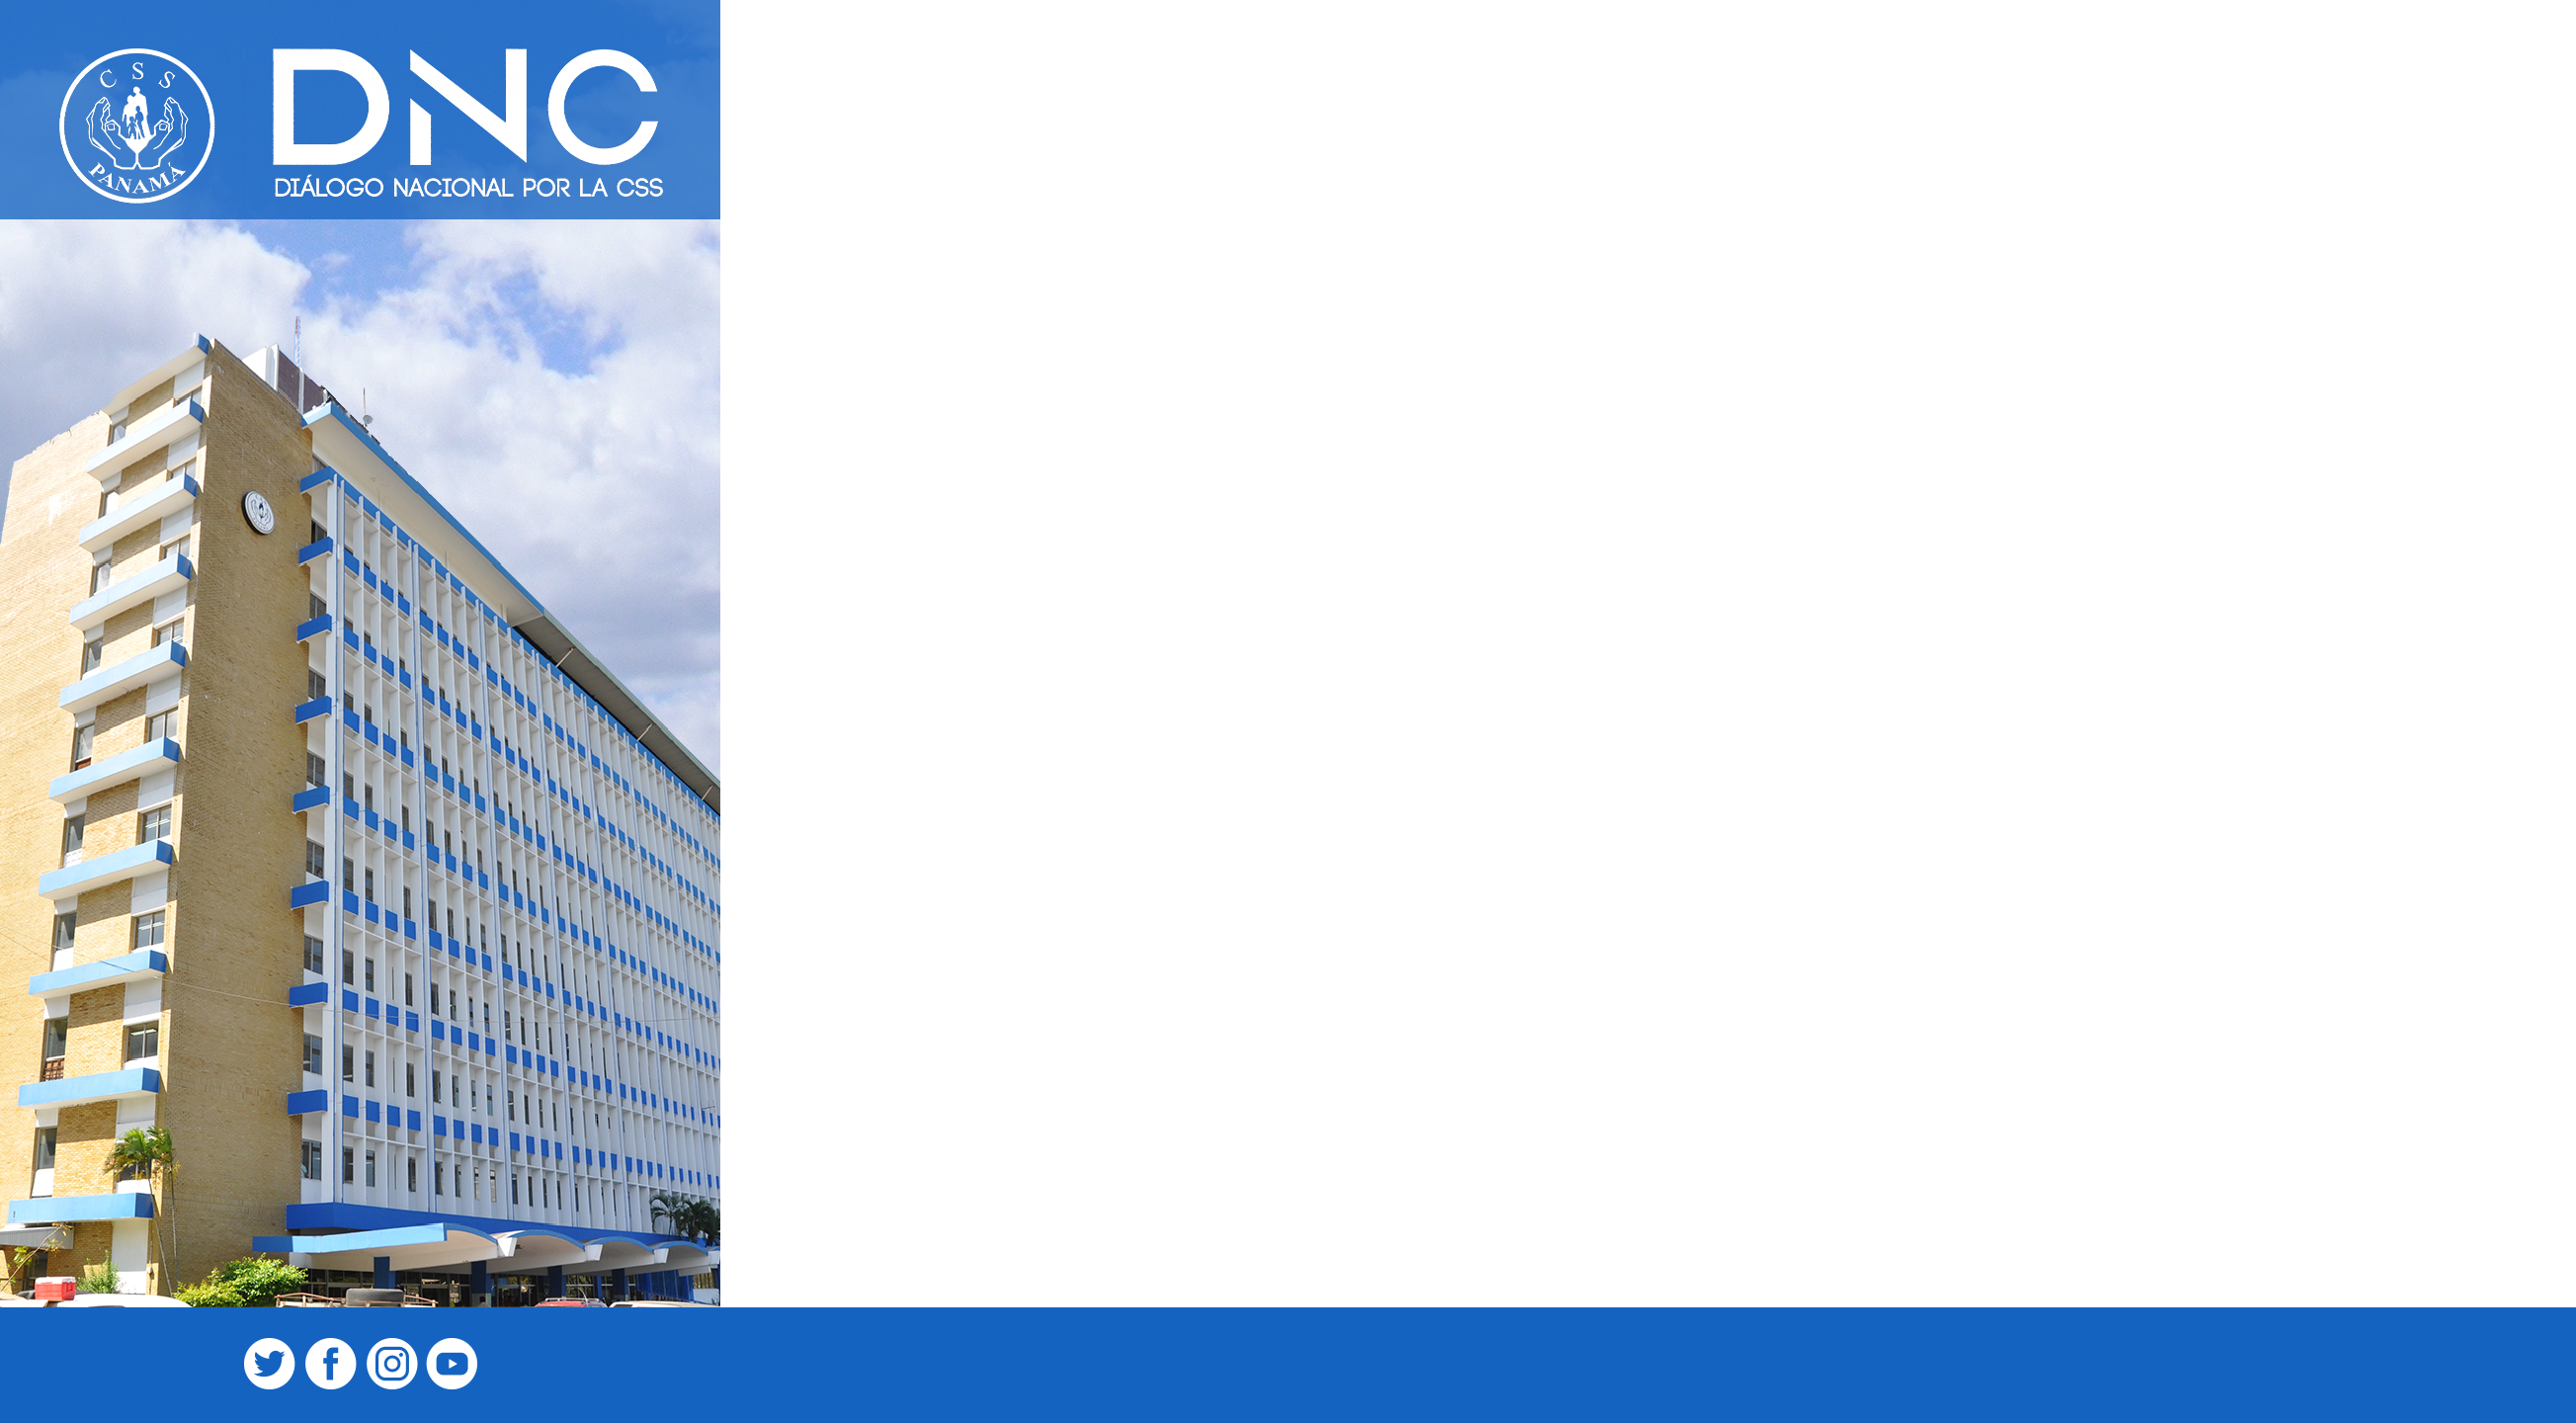 CSS
PANAMÁ
DNC
DIÁLOGO NACIONAL POR LA CSS